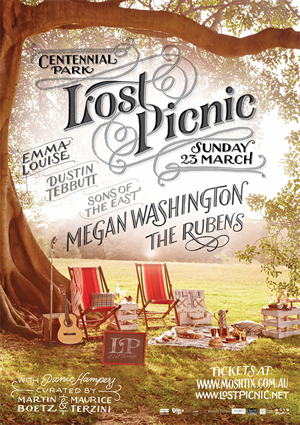 CENTENNIAL
PARK
Lost
Picnic
SUNDAY
23 MARCH
EMMA
LOUISE
DUSTIN
TEBBUTT
SONS OF
THE EAST
MEGAN WASHINGTON
THE RUBENS
LP
WITH Picnic Hampers
CURATED BY
MARTIN MAURICE
BOETZ TERZINI
TICKETS AT
WWW.MOSHTIX.COM.AU
WWW.LOSTPICNIC.NET